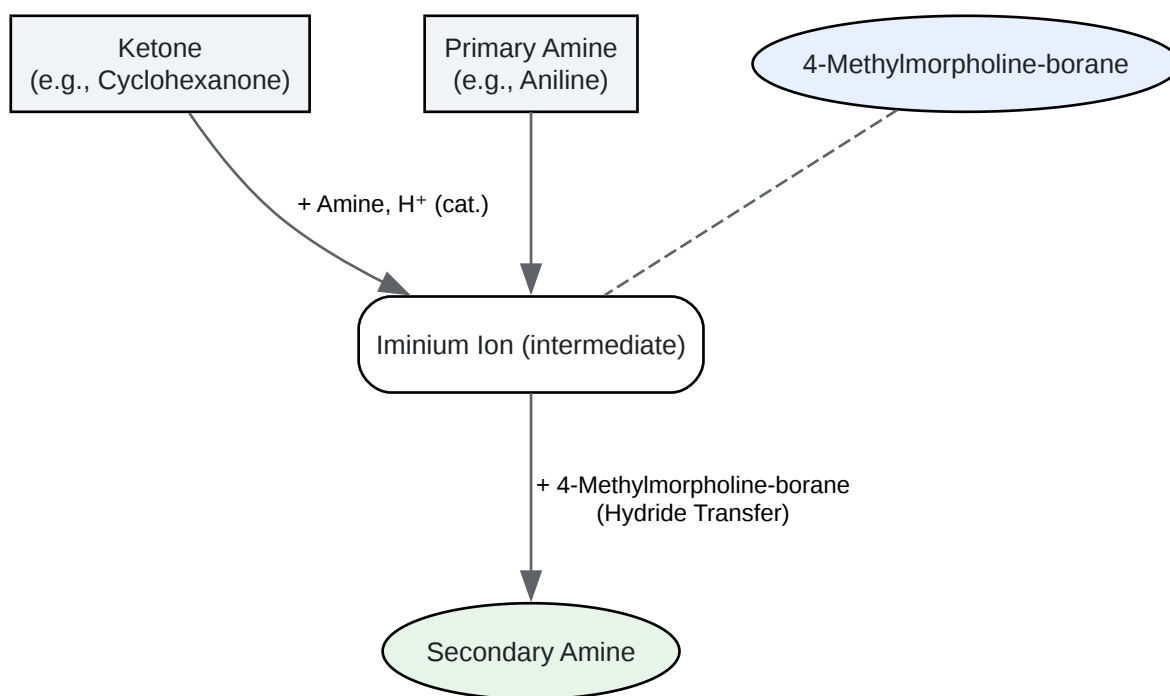 Ketone
(e.g., Cyclohexanone)
Primary Amine
(e.g., Aniline)
4-Methylmorpholine-borane
+ Amine, H⁺ (cat.)
Iminium Ion (intermediate)
+ 4-Methylmorpholine-borane
(Hydride Transfer)
Secondary Amine